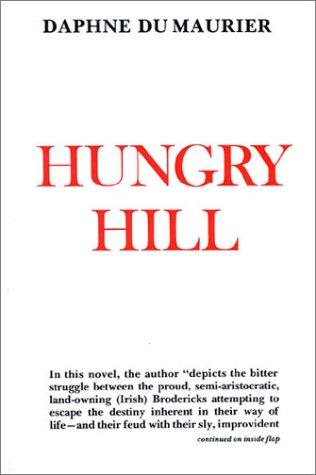 DAPHNE DU MAURIER
HUNGRY
HILL
In this novel, the author "depicts the bitter
struggle between the proud, semi-aristocratic,
land-owning (Irish) Brodericks attempting to
escape the destiny inherent in their way of
life—and their feud with their sly, improvident
continued on inside flap